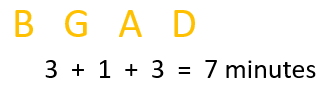 B G A D
3 + 1 + 3 = 7 minutes